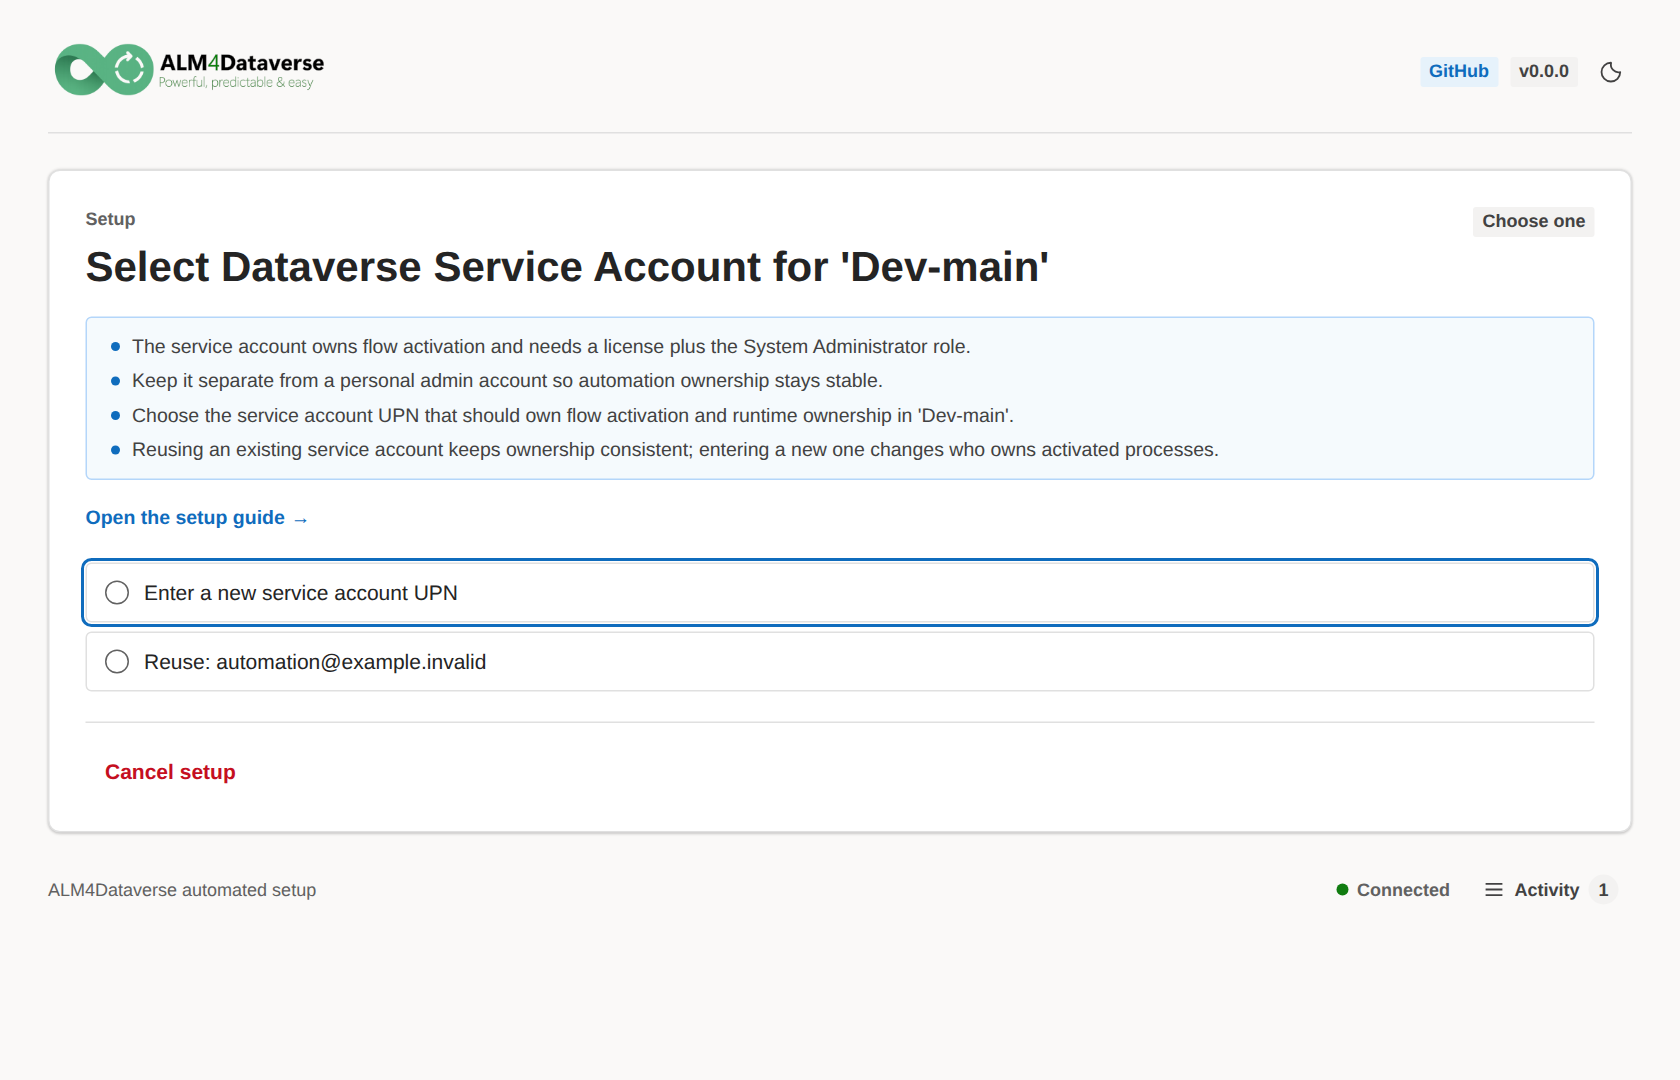 ALM4Dataverse
Powerful, predictable & easy
GitHub
v0.0.0
Setup
Choose one
Select Dataverse Service Account for 'Dev-main'
The service account owns flow activation and needs a license plus the System Administrator role.
Keep it separate from a personal admin account so automation ownership stays stable.
Choose the service account UPN that should own flow activation and runtime ownership in 'Dev-main'.
Reusing an existing service account keeps ownership consistent; entering a new one changes who owns activated processes.
Open the setup guide →
Enter a new service account UPN
Reuse: automation@example.invalid
Cancel setup
ALM4Dataverse automated setup
Connected
Activity 1